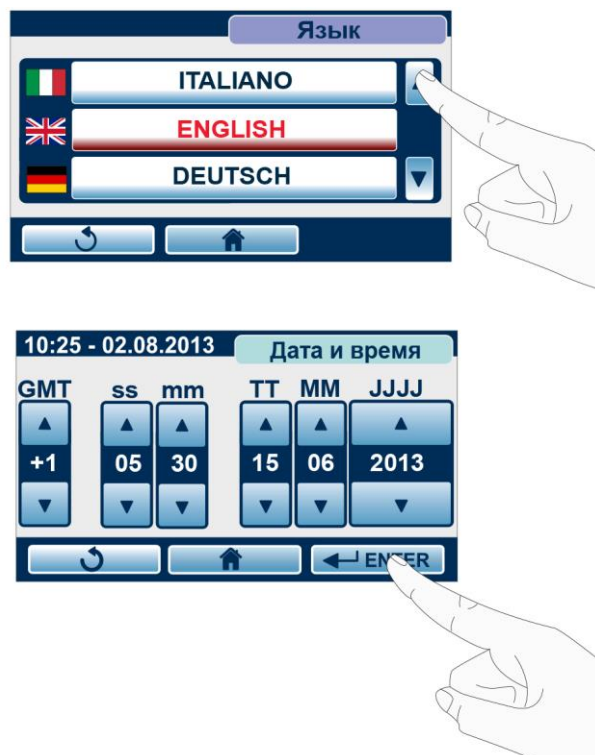 Язык
ITALIANO
ENGLISH
DEUTSCH
10:25 - 02.08.2013 Дата и время
GMT ss mm TT MM JJJJ
+1 05 30 15 06 2013
ENTER